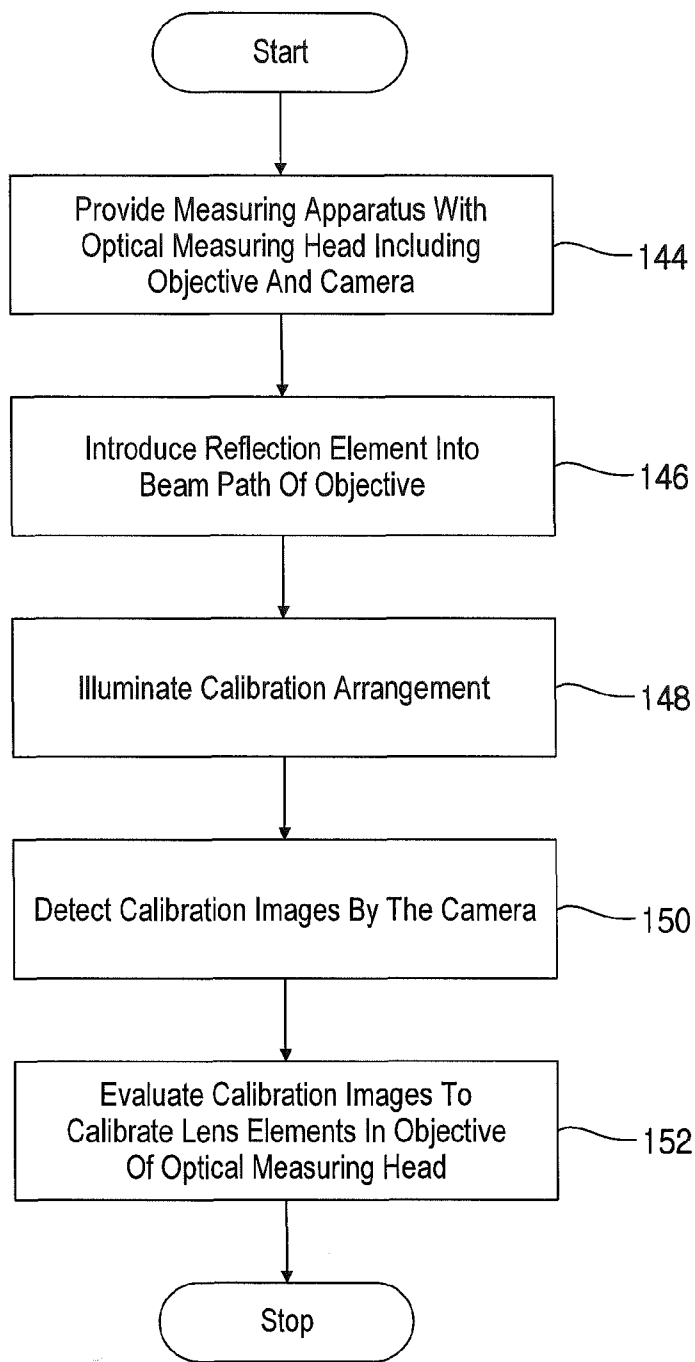 Start
Provide Measuring Apparatus With
Optical Measuring Head Including
Objective And Camera
144
Introduce Reflection Element Into
Beam Path Of Objective
146
Illuminate Calibration Arrangement
148
Detect Calibration Images By The Camera
150
Evaluate Calibration Images To
Calibrate Lens Elements In Objective
Of Optical Measuring Head
152
Stop